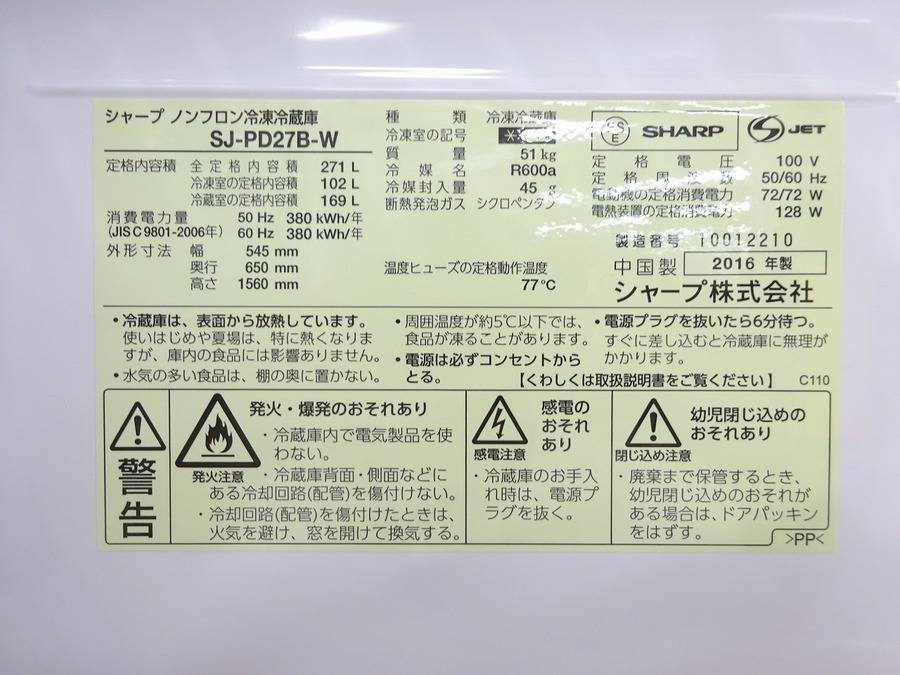 シャープ ノンフロン冷凍冷蔵庫
SJ-PD27B-W
定格内容積 全定格内容積 271 L
冷凍室の定格内容積 102 L
冷蔵室の定格内容積 169 L
消費電力量 50 Hz 380 kWh/年
(JIS C 9801-2006年) 60 Hz 380 kWh/年
外形寸法 幅 545 mm
奥行 650 mm
高さ 1560 mm
種類 冷凍冷蔵庫
冷凍室の記号
質量 51 kg
冷媒名 R600a
冷媒封入量 45 g
断熱発泡ガス シクロペンタン
温度ヒューズの定格動作温度
77℃
PSE SHARP JET
定格電圧 100 V
定格周波数 50/60 Hz
電動機の定格消費電力 72/72 W
電熱装置の定格消費電力 128 W
製造番号 10012210
中国製 2016 年製
シャープ株式会社
・冷蔵庫は、表面から放熱しています。
使いはじめや夏場は、特に熱くなりま
すが、庫内の食品には影響ありません。
・水気の多い食品は、棚の奥に置かない。
・周囲温度が約5℃以下では、
食品が凍ることがあります。
・電源は必ずコンセントから
とる。
・電源プラグを抜いたら6分待つ。
すぐに差し込むと冷蔵庫に無理が
かかります。
【くわしくは取扱説明書をご覧ください】 C110
警告
発火注意
発火・爆発のおそれあり
・冷蔵庫内で電気製品を使
わない。
・冷蔵庫背面・側面などに
ある冷却回路(配管)を傷付けない。
・冷却回路(配管)を傷付けたときは、
火気を避け、窓を開けて換気する。
感電注意
感電の
おそれ
あり
・冷蔵庫のお手入
れ時は、電源プ
ラグを抜く。
閉じ込め注意
幼児閉じ込めの
おそれあり
・廃棄まで保管するとき、
幼児閉じ込めのおそれが
ある場合は、ドアパッキン
をはずす。
>PP<